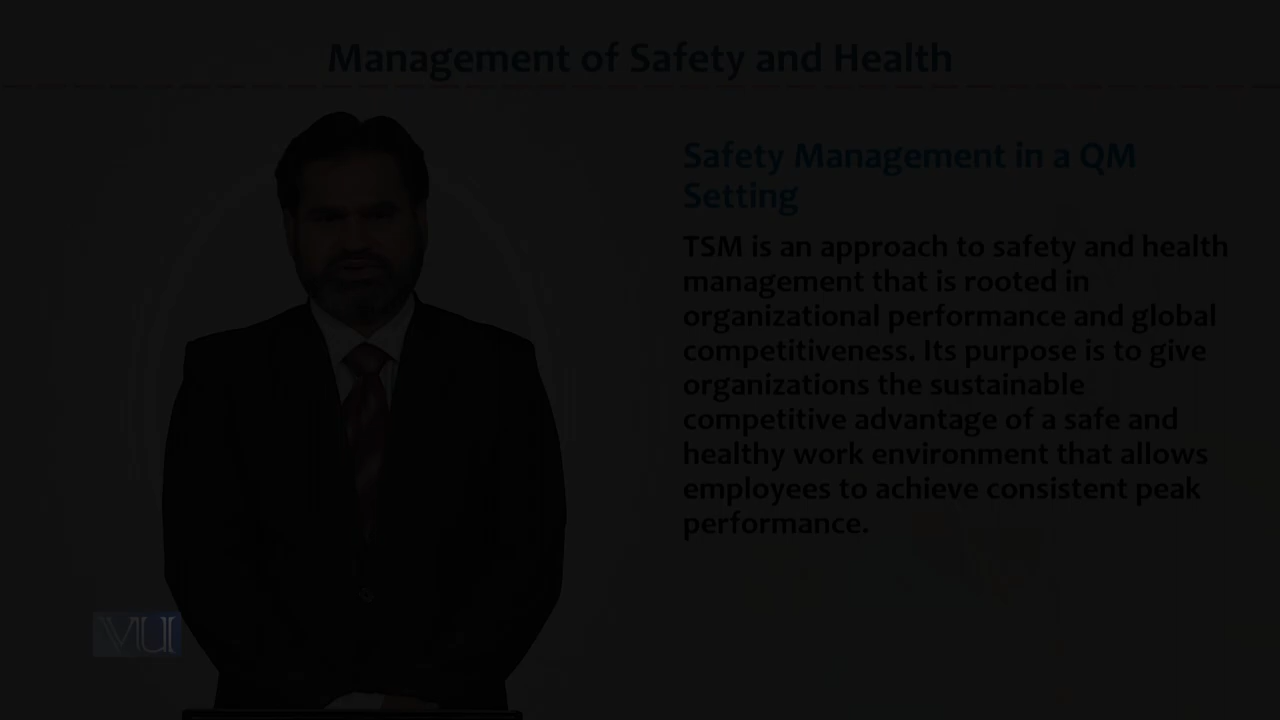 Management of Safety and Health
Safety Management in a QM
Setting
TSM is an approach to safety and health
management that is rooted in
organizational performance and global
competitiveness. Its purpose is to give
organizations the sustainable
competitive advantage of a safe and
healthy work environment that allows
employees to achieve consistent peak
performance.
VU